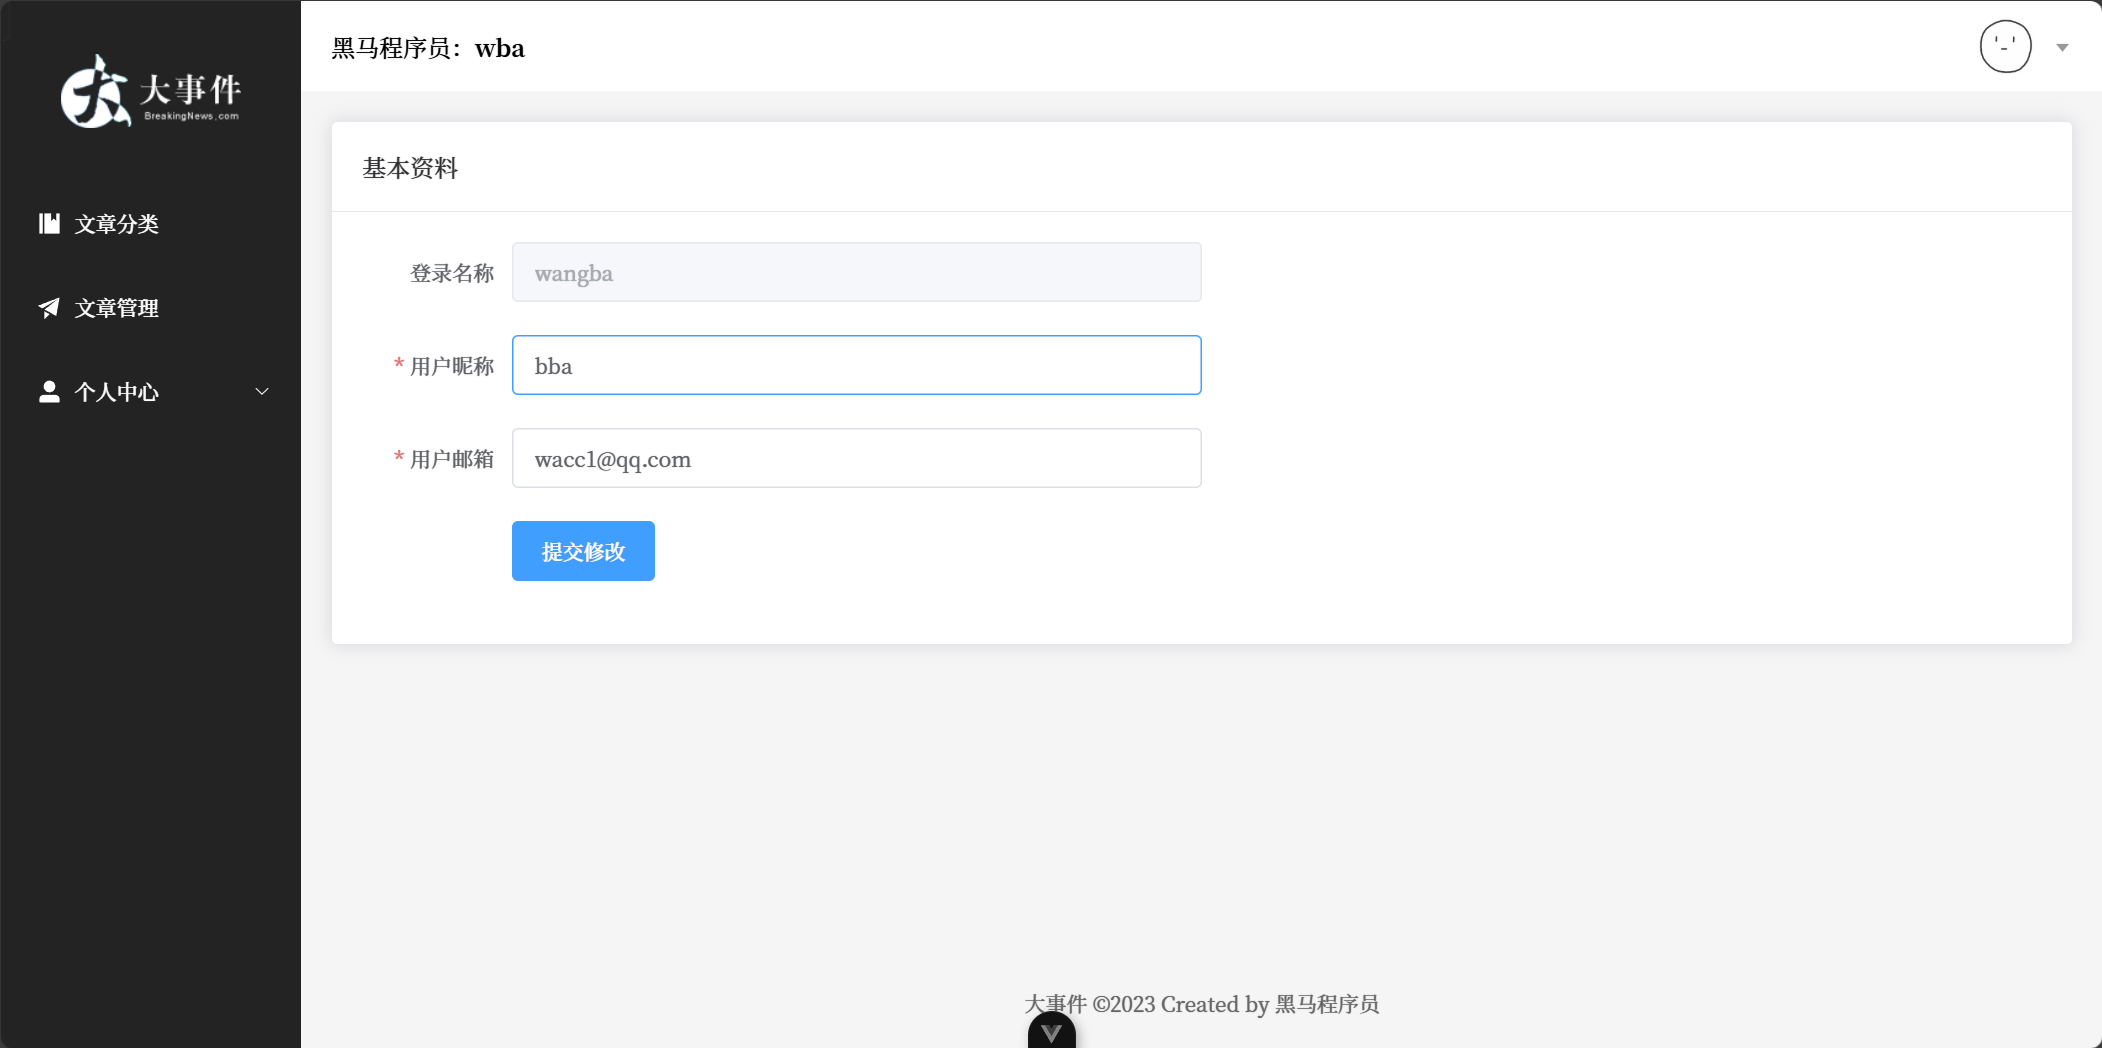 大事件
BreakingNews.com
文章分类
文章管理
个人中心
黑马程序员：wba
基本资料
登录名称 wangba
* 用户昵称 bba
* 用户邮箱 wacc1@qq.com
提交修改
大事件 ©2023 Created by 黑马程序员